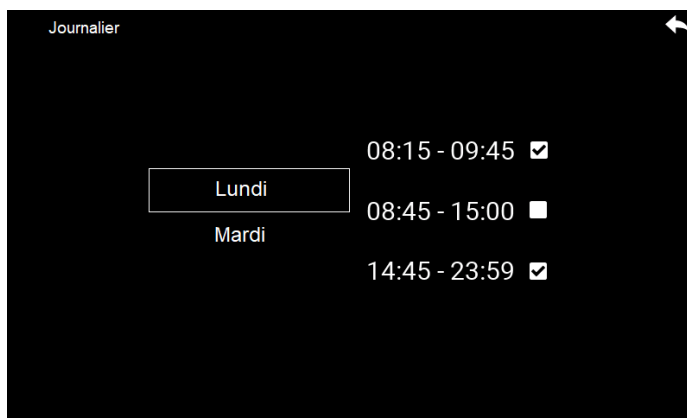 Journalier
Lundi
Mardi
08:15 - 09:45
08:45 - 15:00
14:45 - 23:59